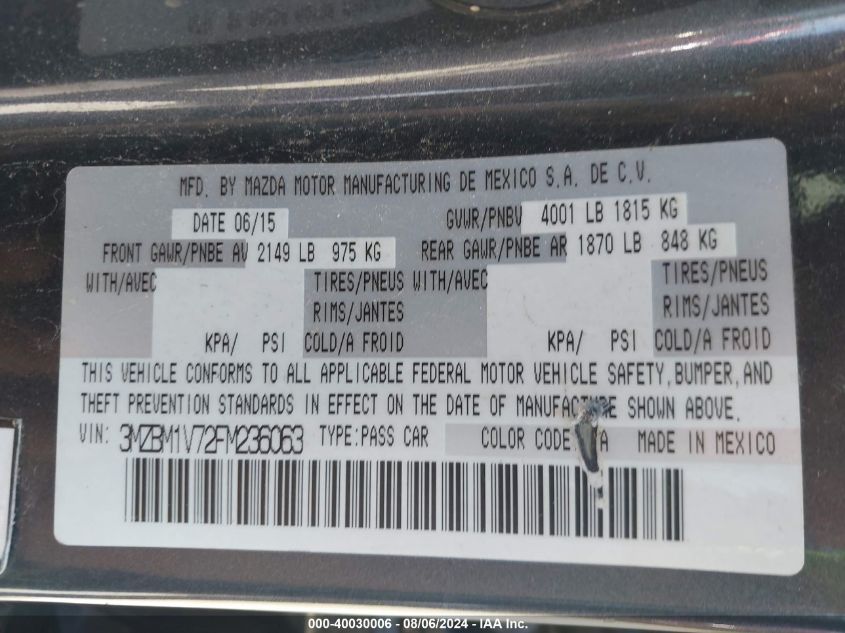 MFD. BY MAZDA MOTOR MANUFACTURING DE MEXICO S.A. DE C.V.
DATE 06/15 GVWR/PNBV 4001 LB 1815 KG
FRONT GAWR/PNBE AV 2149 LB 975 KG REAR GAWR/PNBE AR 1870 LB 848 KG
WITH/AVEC TIRES/PNEUS WITH/AVEC TIRES/PNEUS
RIMS/JANTES RIMS/JANTES
KPA/ PSI COLD/A FROID KPA/ PSI COLD/A FROID
THIS VEHICLE CONFORMS TO ALL APPLICABLE FEDERAL MOTOR VEHICLE SAFETY, BUMPER, AND
THEFT PREVENTION STANDARDS IN EFFECT ON THE DATE OF MANUFACTURE SHOWN ABOVE.
VIN: 3MZBM1V72FM236063 TYPE:PASS CAR COLOR CODE: MADE IN MEXICO
000-40030006 - 08/06/2024 - IAA Inc.